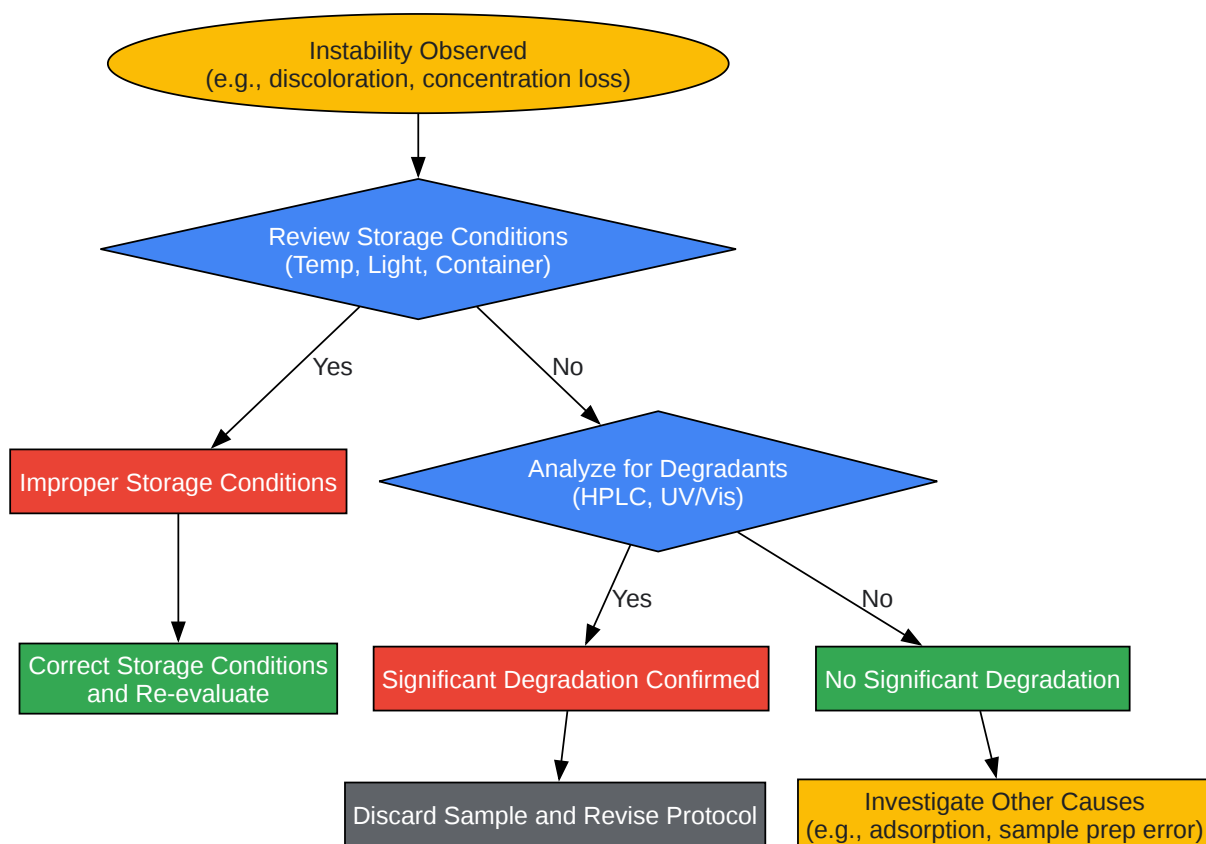 Instability Observed
(e.g., discoloration, concentration loss)
Review Storage Conditions
(Temp, Light, Container)
Yes
No
Improper Storage Conditions
Analyze for Degradants
(HPLC, UV/Vis)
Yes
No
Correct Storage Conditions
and Re-evaluate
Significant Degradation Confirmed
No Significant Degradation
Discard Sample and Revise Protocol
Investigate Other Causes
(e.g., adsorption, sample prep error)